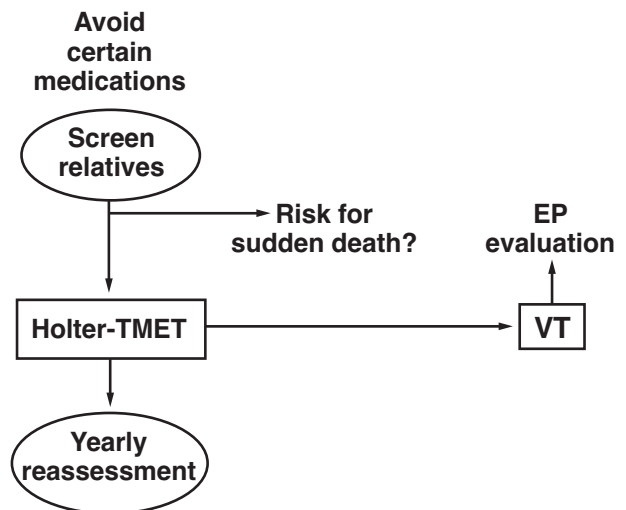 Avoid
certain
medications
Screen
relatives
Risk for
sudden death?
EP
evaluation
Holter-TMET
VT
Yearly
reassessment